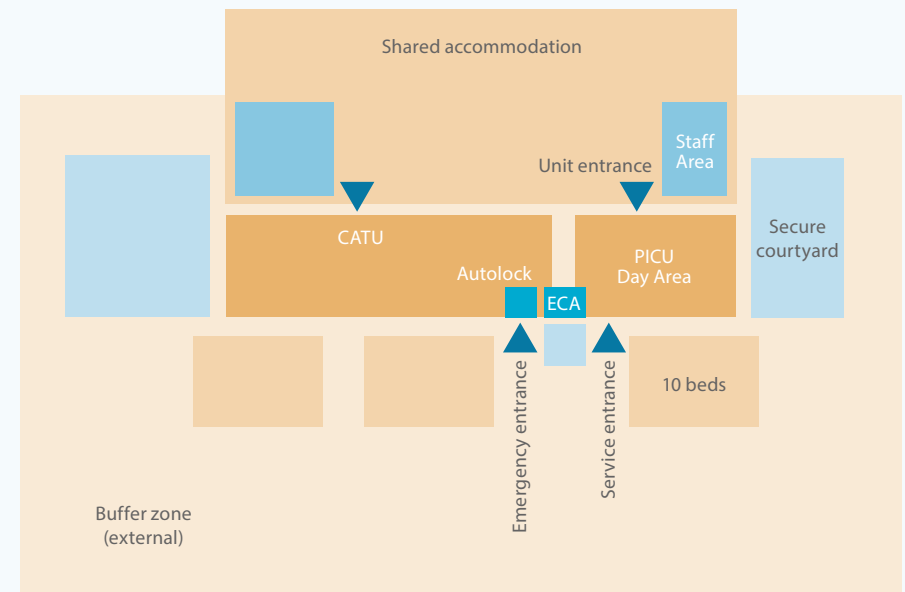 Shared accommodation
Staff
Area
Unit entrance
CATU
Secure
courtyard
PICU
Day Area
Autolock
ECA
10 beds
Emergency entrance
Service entrance
Buffer zone
(external)